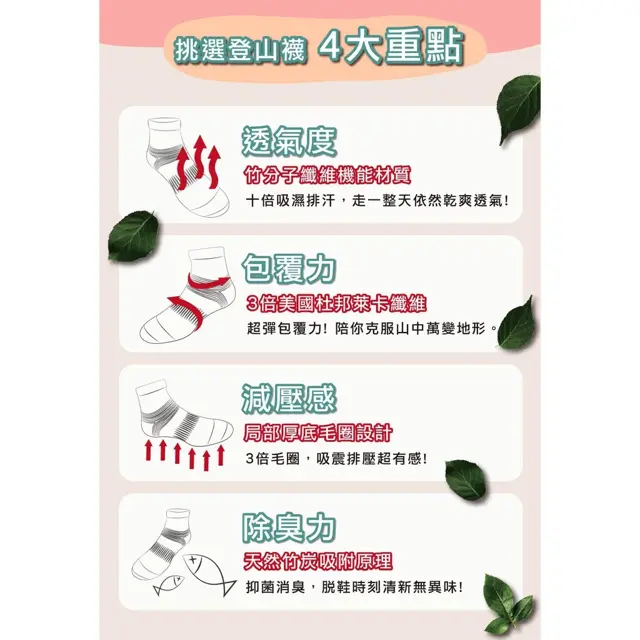 挑選登山襪 4大重點
透氣度
竹分子纖維機能材質
十倍吸濕排汗，走一整天依然乾爽透氣!
包覆力
3倍美國杜邦萊卡纖維
超彈包覆力! 陪你克服山中萬變地形。
減壓感
局部厚底毛圈設計
3倍毛圈，吸震排壓超有感!
除臭力
天然竹炭吸附原理
抑菌消臭，脫鞋時刻清新無異味!